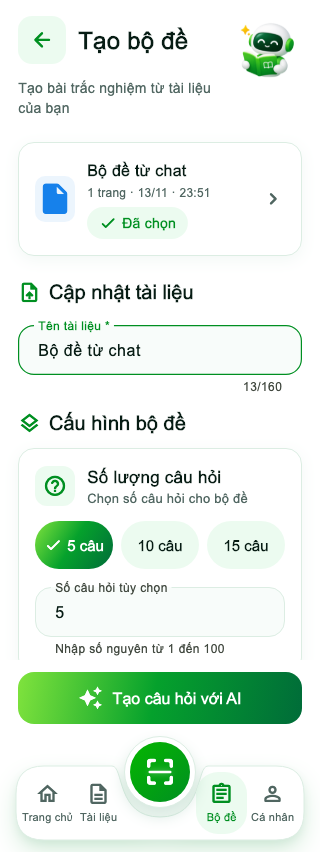 Tạo bộ đề
Tạo bài trắc nghiệm từ tài liệu
của bạn
Bộ đề từ chat
1 trang · 13/11 · 23:51
Đã chọn
Cập nhật tài liệu
Tên tài liệu *
Bộ đề từ chat
13/160
Cấu hình bộ đề
Số lượng câu hỏi
Chọn số câu hỏi cho bộ đề
5 câu
10 câu
15 câu
Số câu hỏi tùy chọn
5
Nhập số nguyên từ 1 đến 100
Tạo câu hỏi với AI
Trang chủ
Tài liệu
Bộ đề
Cá nhân